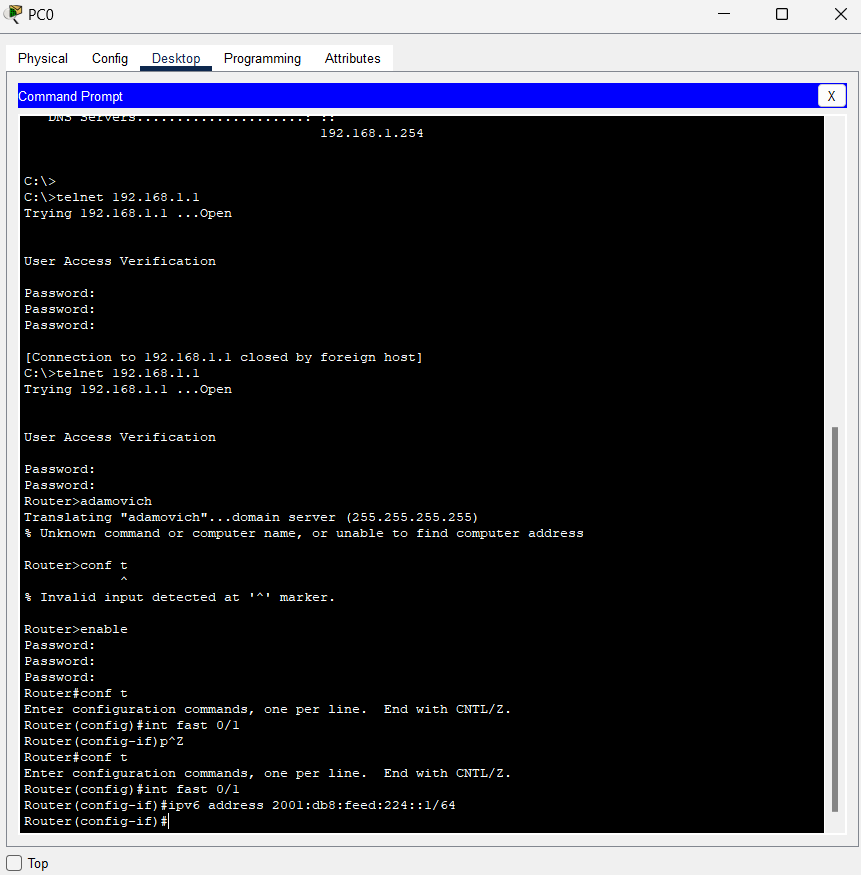 PC0
Physical Config Desktop Programming Attributes
Command Prompt X
DNS Servers.....................: ::
192.168.1.254
C:\>
C:\>telnet 192.168.1.1
Trying 192.168.1.1 ...Open
User Access Verification
Password:
Password:
Password:
[Connection to 192.168.1.1 closed by foreign host]
C:\>telnet 192.168.1.1
Trying 192.168.1.1 ...Open
User Access Verification
Password:
Password:
Router>adamovich
Translating "adamovich"...domain server (255.255.255.255)
% Unknown command or computer name, or unable to find computer address
Router>conf t
^
% Invalid input detected at '^' marker.
Router>enable
Password:
Password:
Password:
Router#conf t
Enter configuration commands, one per line.  End with CNTL/Z.
Router(config)#int fast 0/1
Router(config-if)p^Z
Router#conf t
Enter configuration commands, one per line.  End with CNTL/Z.
Router(config)#int fast 0/1
Router(config-if)#ipv6 address 2001:db8:feed:224::1/64
Router(config-if)#
Top